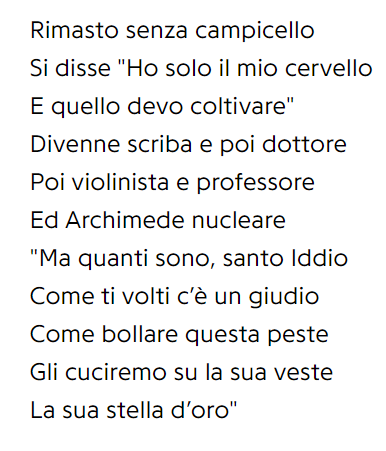 Rimasto senza campicello
Si disse "Ho solo il mio cervello
E quello devo coltivare"
Divenne scriba e poi dottore
Poi violinista e professore
Ed Archimede nucleare
"Ma quanti sono, santo Iddio
Come ti volti c’è un giudio
Come bollare questa peste
Gli cuciremo su la sua veste
La sua stella d’oro"